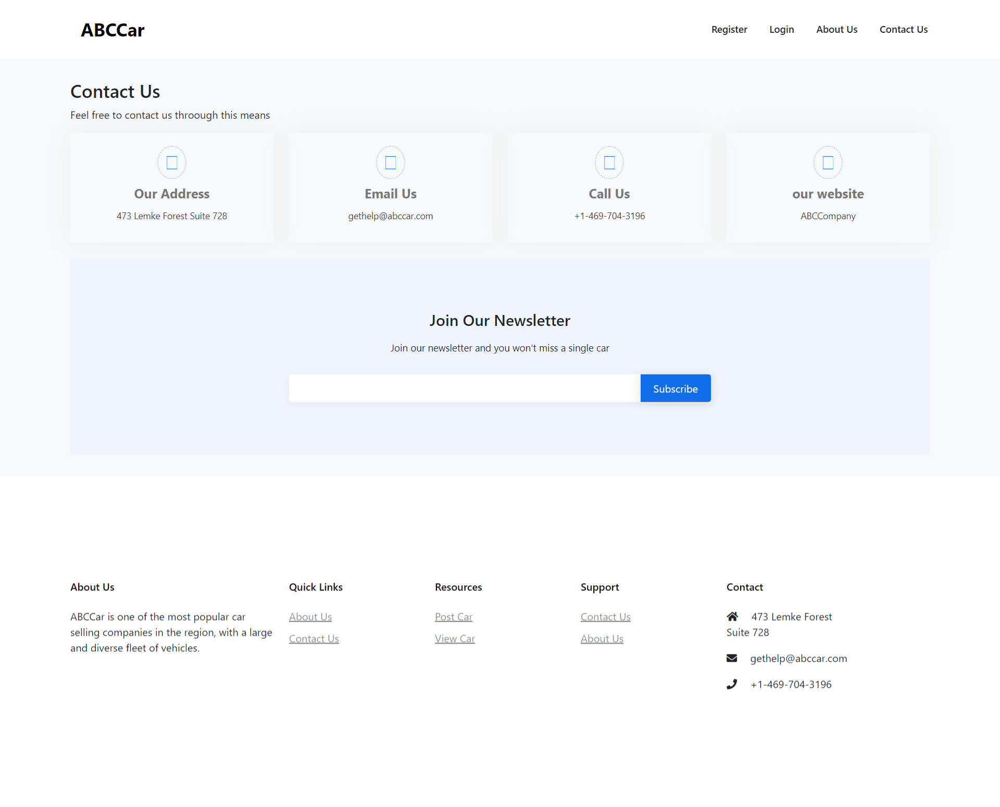 ABCCar
Register
Login
About Us
Contact Us
Contact Us
Feel free to contact us throough this means
Our Address
473 Lemke Forest Suite 728
Email Us
gethelp@abccar.com
Call Us
+1-469-704-3196
our website
ABCCompany
Join Our Newsletter
Join our newsletter and you won't miss a single car
Subscribe
About Us
ABCCar is one of the most popular car
selling companies in the region, with a large
and diverse fleet of vehicles.
Quick Links
About Us
Contact Us
Resources
Post Car
View Car
Support
Contact Us
About Us
Contact
473 Lemke Forest
Suite 728
gethelp@abccar.com
+1-469-704-3196